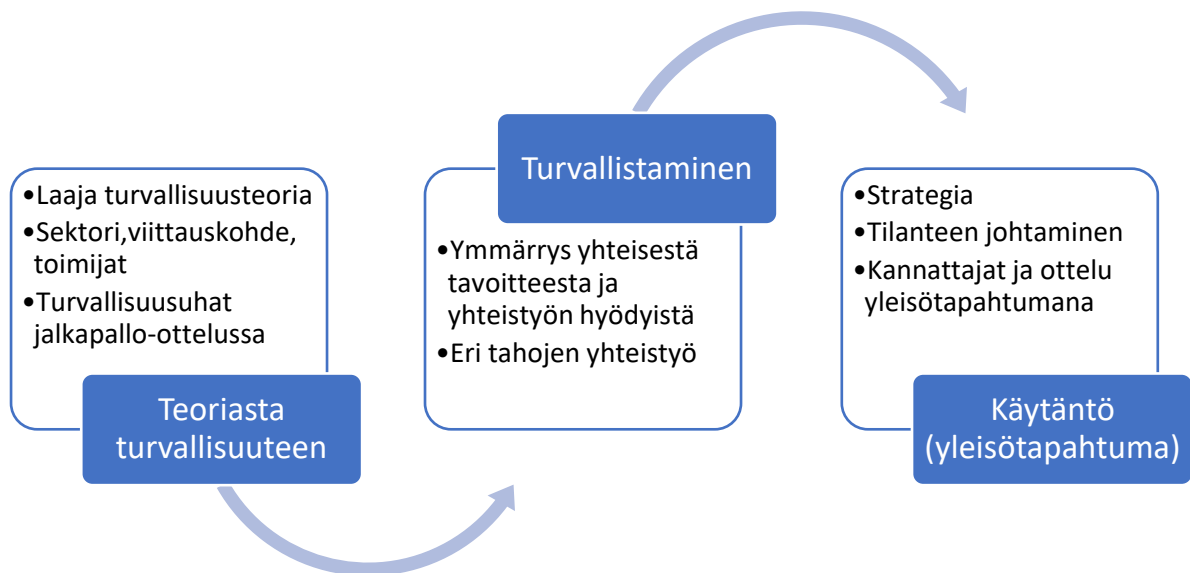 •Laaja turvallisuusteoria
•Sektori,viittauskohde,
toimijat
•Turvallisuusuhat
jalkapallo-ottelussa
Teoriasta
turvallisuuteen
Turvallistaminen
•Ymmärrys yhteisestä
tavoitteesta ja
yhteistyön hyödyistä
•Eri tahojen yhteistyö
•Strategia
•Tilanteen johtaminen
•Kannattajat ja ottelu
yleisötapahtumana
Käytäntö
(yleisötapahtuma)